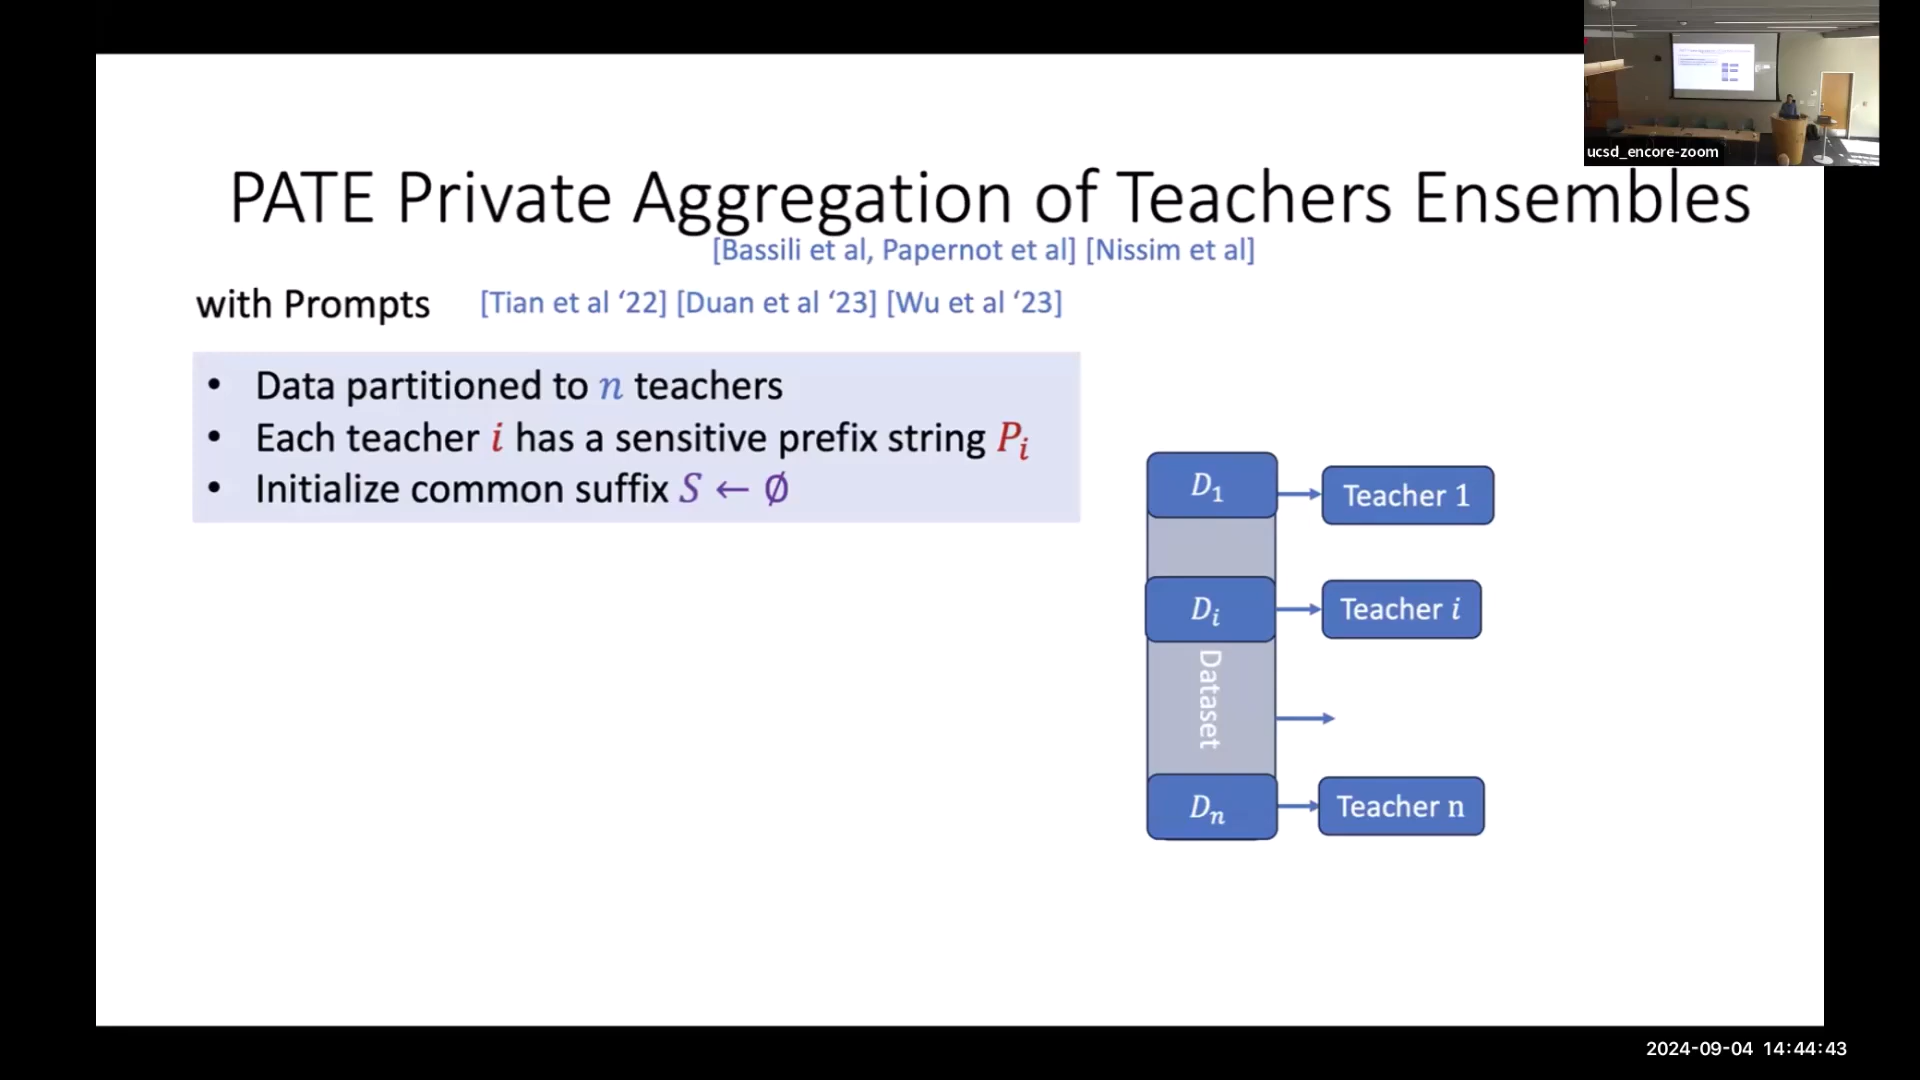 ucsd_encore-zoom
PATE Private Aggregation of Teachers Ensembles
[Bassili et al, Papernot et al] [Nissim et al]
with Prompts [Tian et al ‘22] [Duan et al ‘23] [Wu et al ‘23]
• Data partitioned to n teachers
• Each teacher i has a sensitive prefix string Pᵢ
• Initialize common suffix S ← ∅
D₁ Teacher 1
Dᵢ Teacher i
Dataset
Dₙ Teacher n
2024-09-04 14:44:43